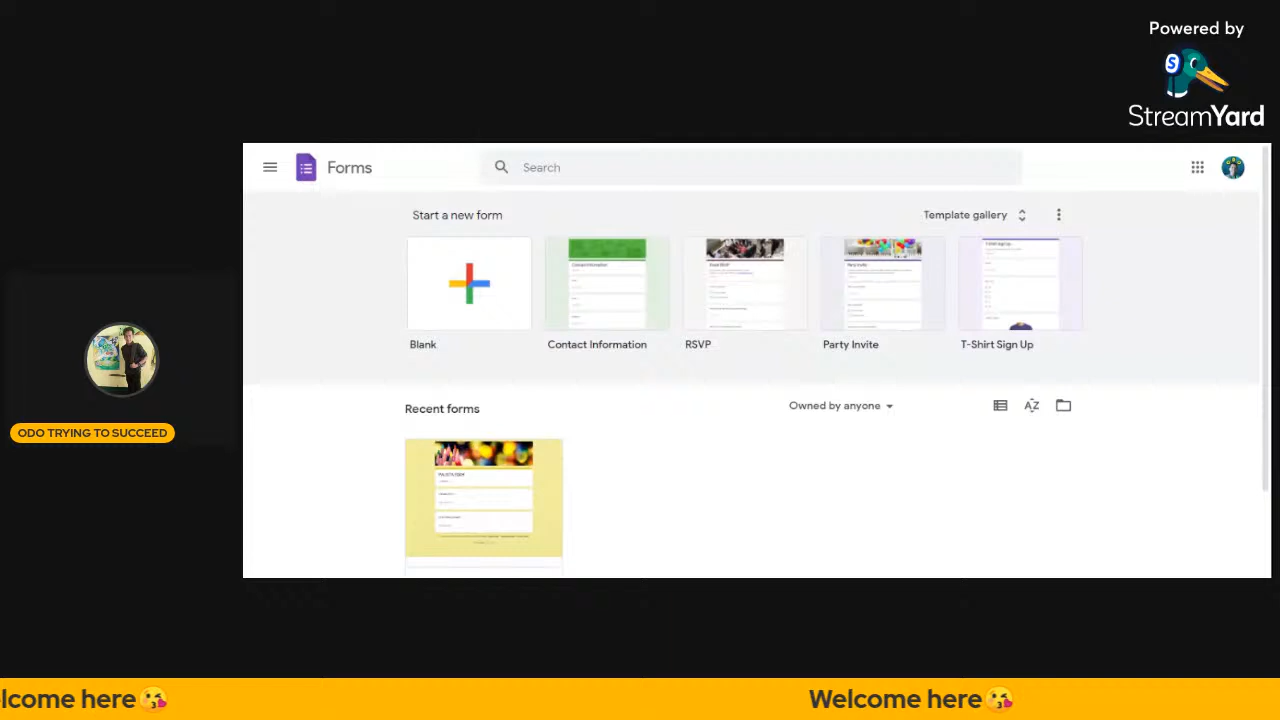 Powered by
StreamYard
Forms
Search
Start a new form
Template gallery
Blank
Contact Information
RSVP
Party Invite
T-Shirt Sign Up
Recent forms
Owned by anyone
AZ
ODO TRYING TO SUCCEED
lcome here😘
Welcome here😘